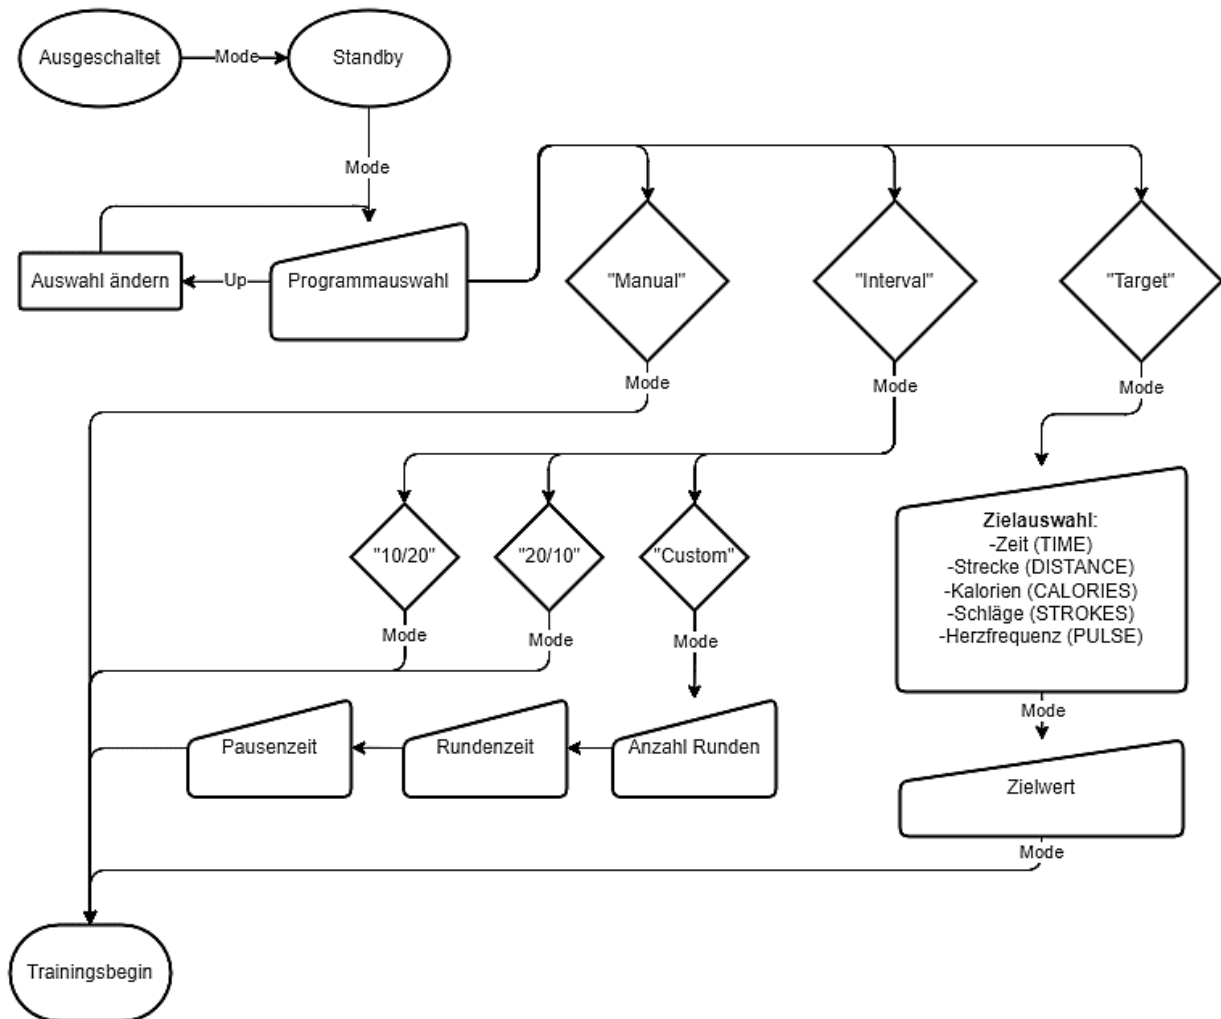 Ausgeschaltet
Mode
Standby
Mode
Auswahl ändern
Up
Programmauswahl
"Manual"
"Interval"
"Target"
Mode
Mode
Mode
"10/20"
"20/10"
"Custom"
Mode
Mode
Mode
Zielauswahl:
-Zeit (TIME)
-Strecke (DISTANCE)
-Kalorien (CALORIES)
-Schläge (STROKES)
-Herzfrequenz (PULSE)
Mode
Pausenzeit
Rundenzeit
Anzahl Runden
Zielwert
Mode
Trainingsbegin